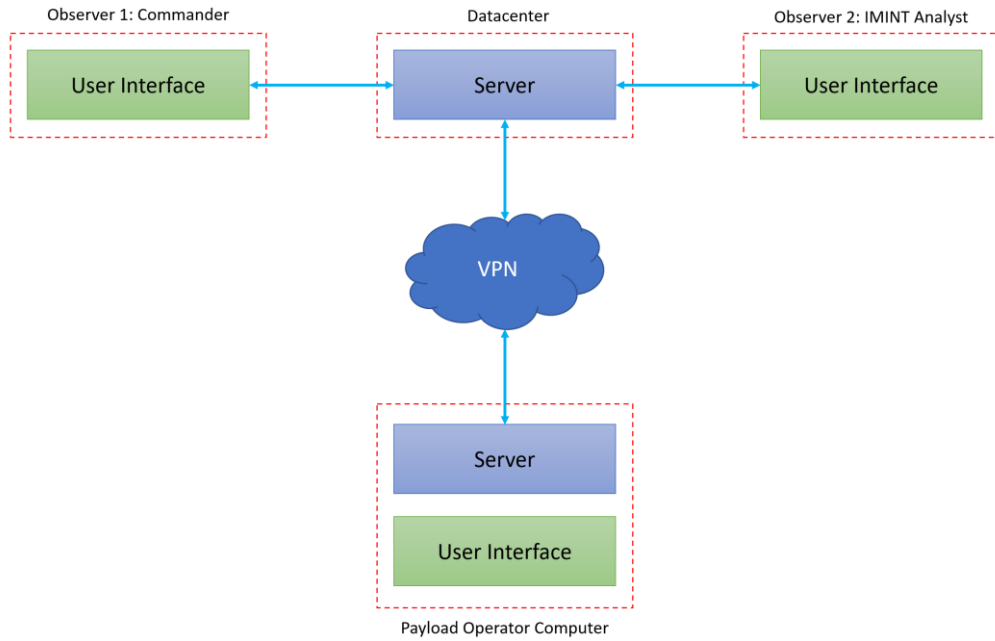 Observer 1: Commander
Datacenter
Observer 2: IMINT Analyst
User Interface
Server
User Interface
VPN
Server
User Interface
Payload Operator Computer